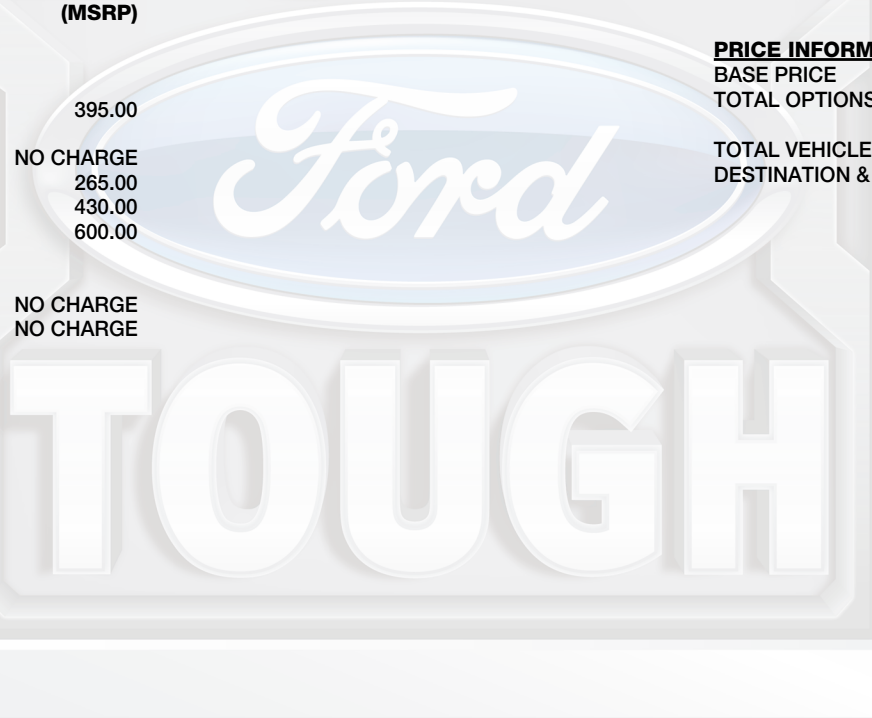 (MSRP)
395.00
NO CHARGE
265.00
430.00
600.00
NO CHARGE
NO CHARGE
PRICE INFORM
BASE PRICE
TOTAL OPTIONS
TOTAL VEHICLE
DESTINATION &
Ford
TOUGH